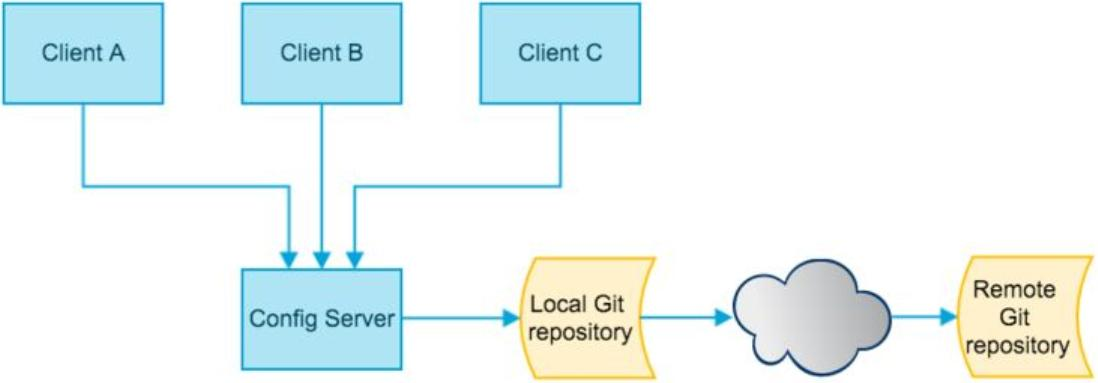 Client A
Client B
Client C
Config Server
Local Git
repository
Remote
Git
repository